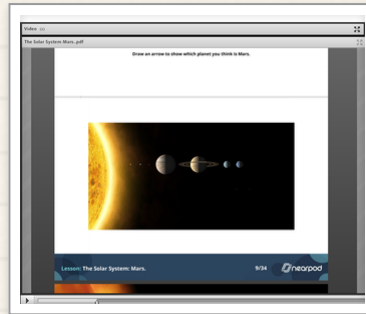 Video (1)
The Solar System-Mars..pdf
Draw an arrow to show which planet you think is Mars.
Lesson: The Solar System: Mars.
9/34
nearpod